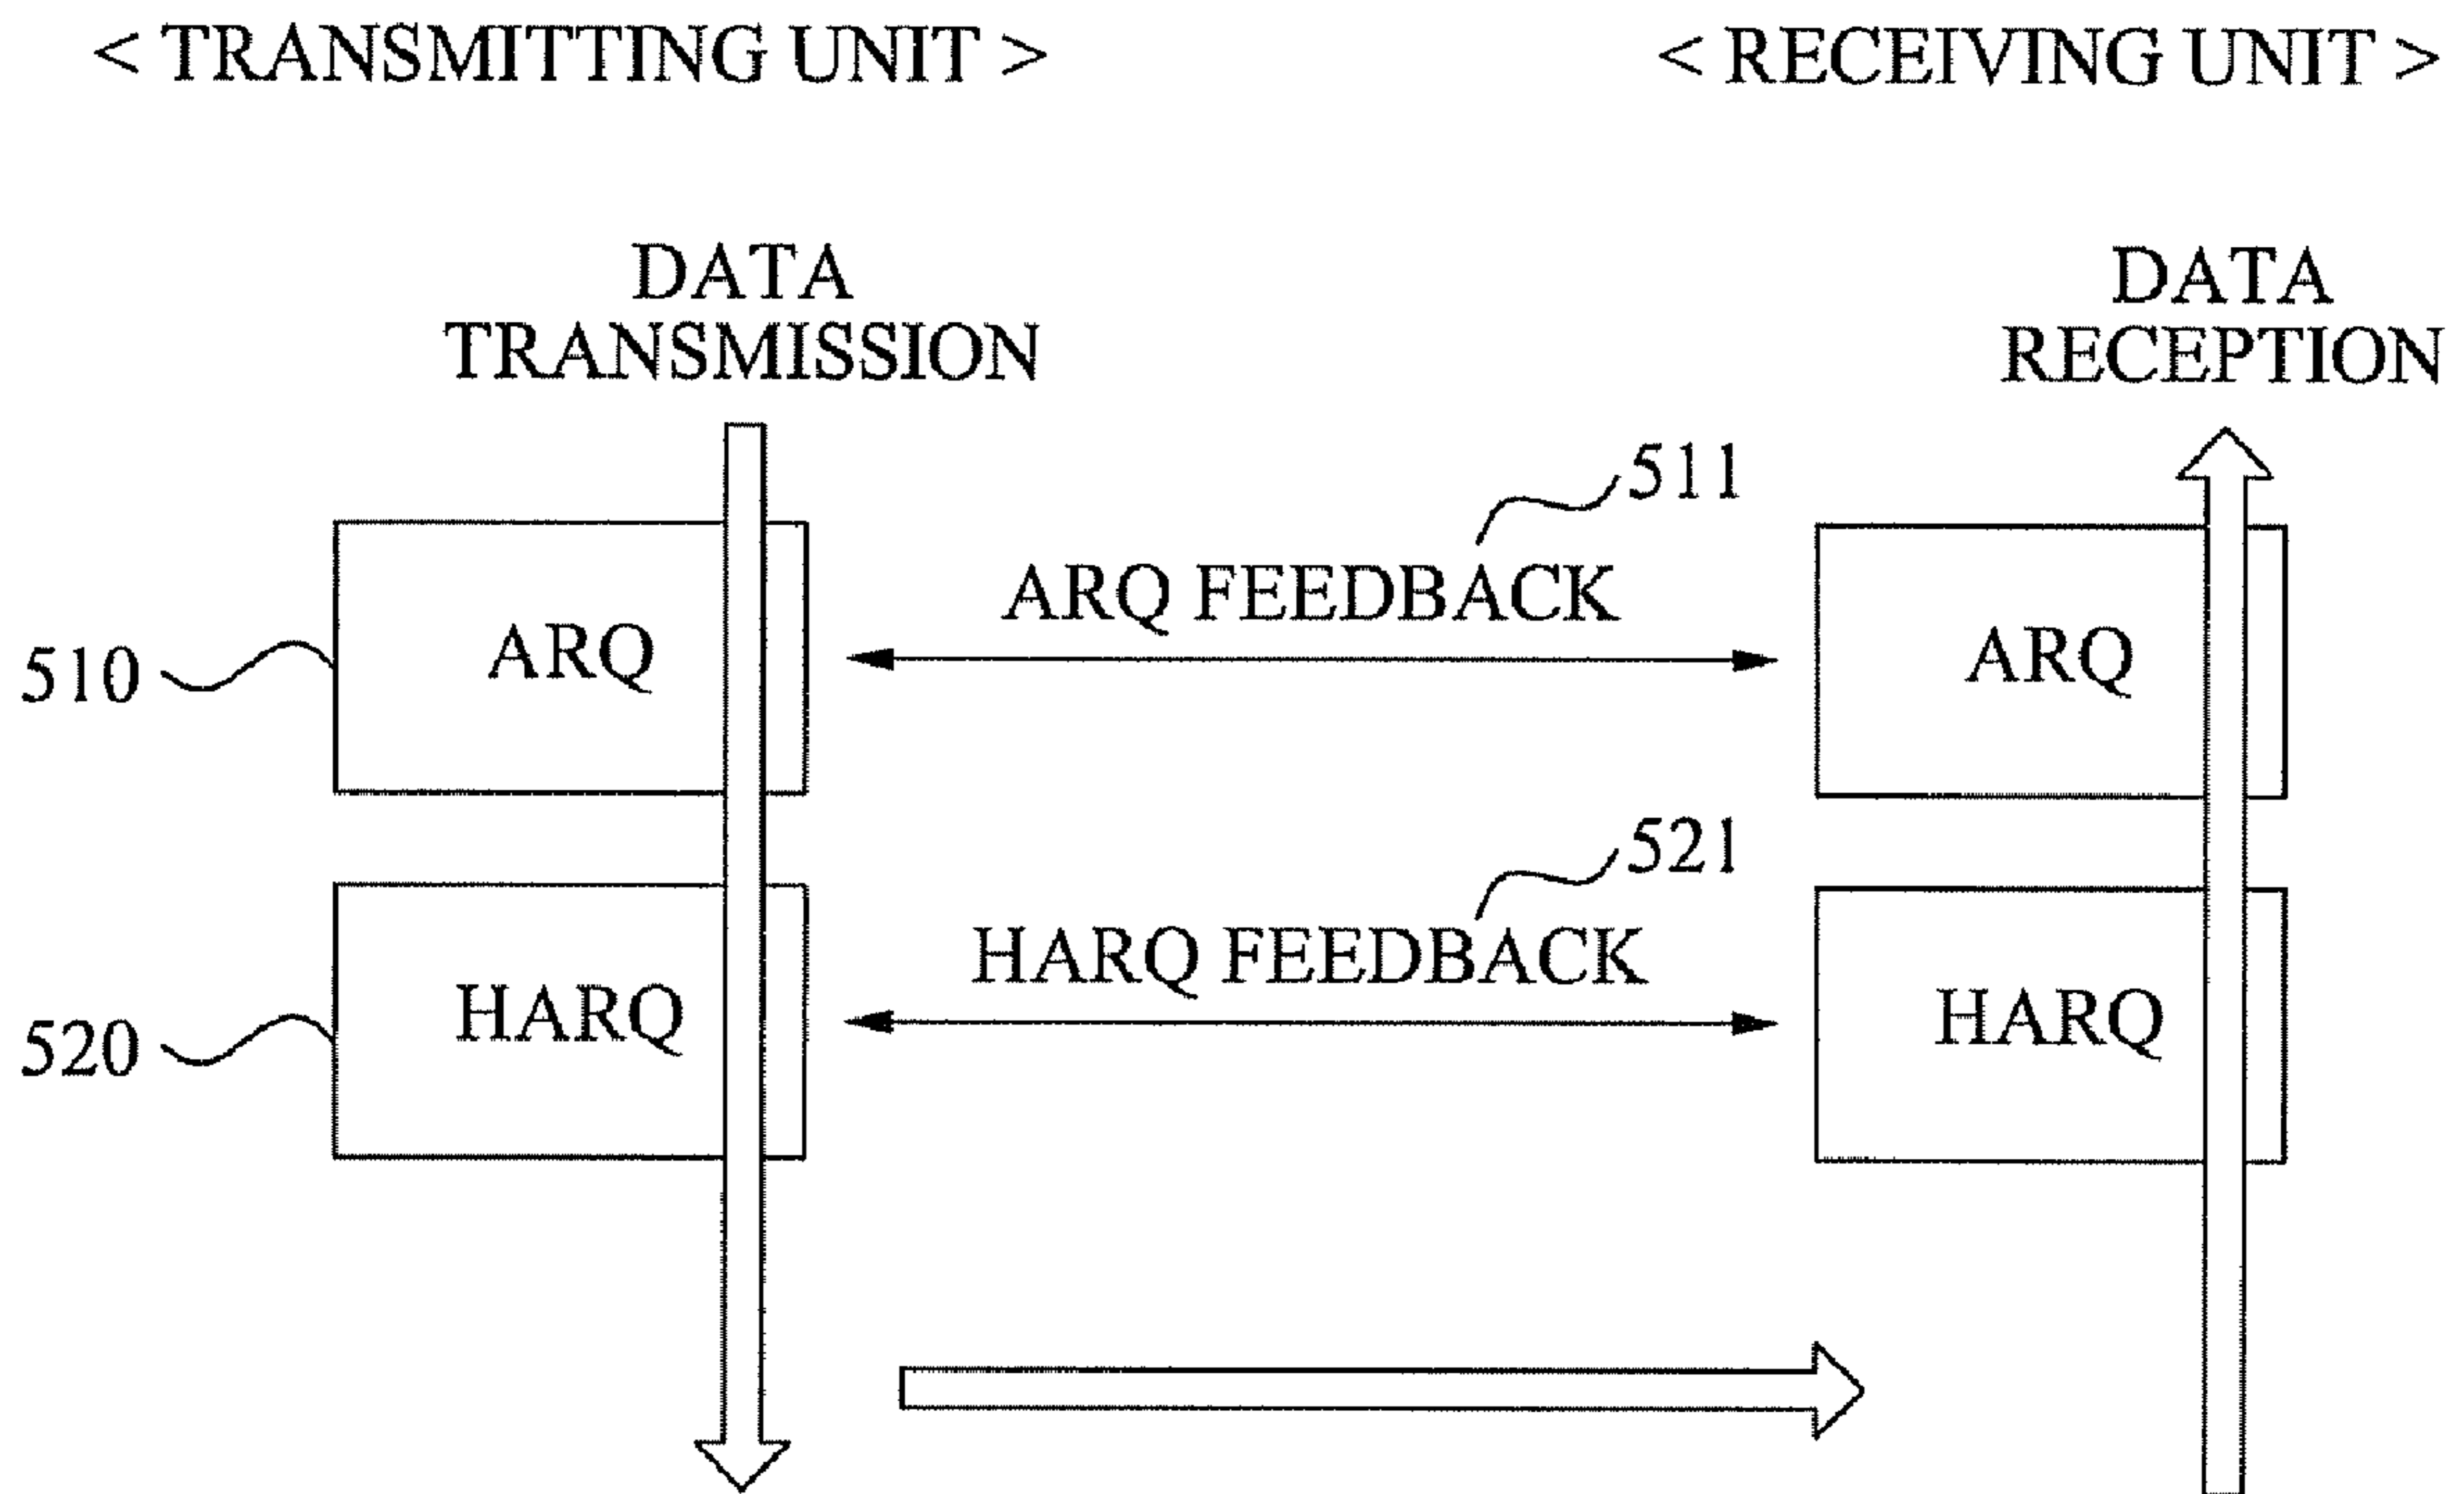 < TRANSMITTING UNIT >
< RECEIVING UNIT >
DATA
TRANSMISSION
DATA
RECEPTION
511
ARQ FEEDBACK
510
ARQ
ARQ
521
HARQ FEEDBACK
520
HARQ
HARQ